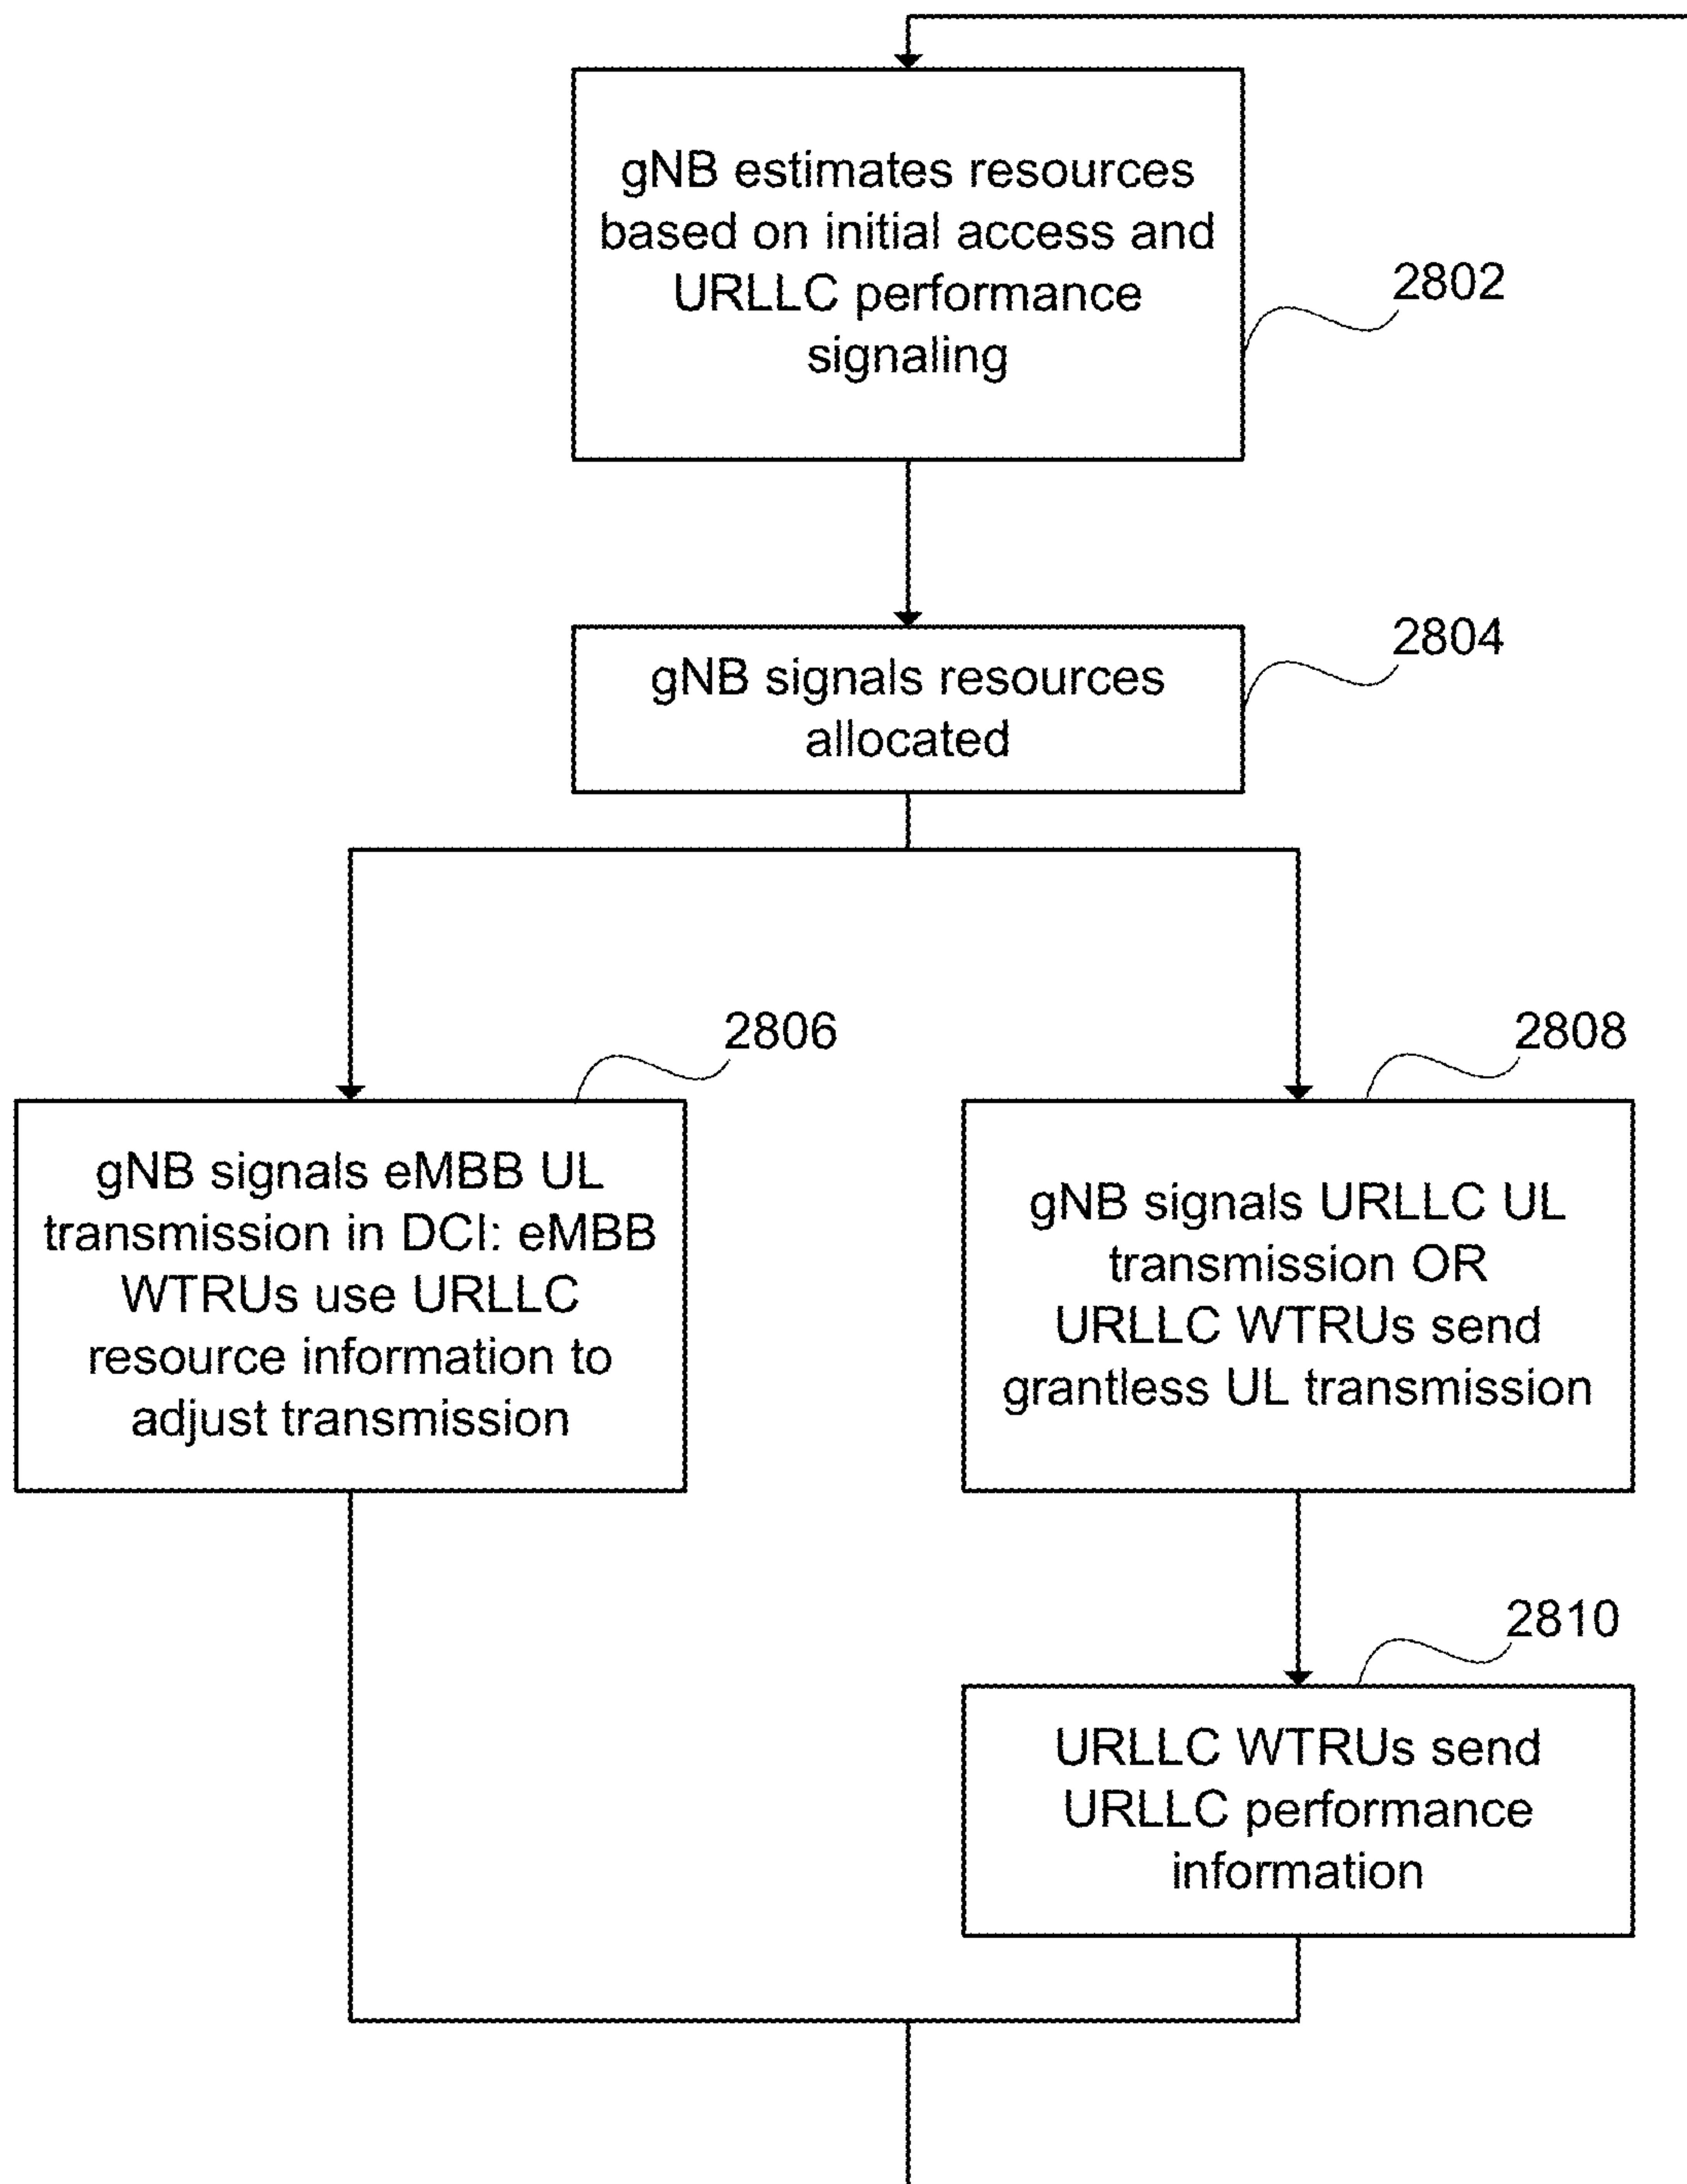 gNB estimates resources
based on initial access and
URLLC performance
signaling
2802
gNB signals resources
allocated
2804
2806
gNB signals eMBB UL
transmission in DCI: eMBB
WTRUs use URLLC
resource information to
adjust transmission
2808
gNB signals URLLC UL
transmission OR
URLLC WTRUs send
grantless UL transmission
2810
URLLC WTRUs send
URLLC performance
information